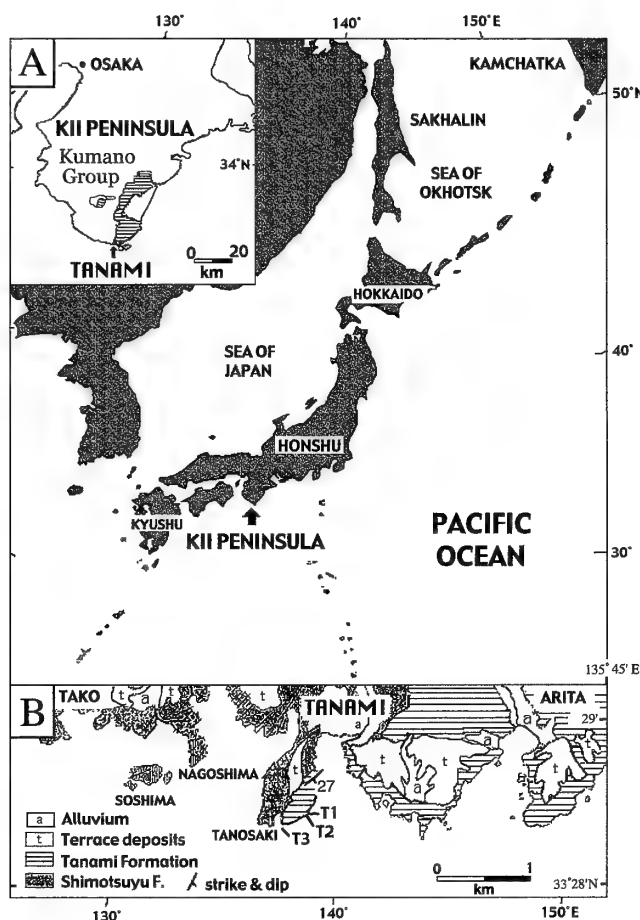 130°
140°
150°E
A
OSAKA
KII PENINSULA
Kumano
Group
34°N
TANAMI
0 20
km
KAMCHATKA
50°N
SAKHALIN
SEA OF
OKHOTSK
HOKKAIDO
SEA OF
JAPAN
40°
HONSHU
KYUSHU
KII PENINSULA
PACIFIC
OCEAN
30°
135°45'E
B
TAKO
t
a
t
t
TANAMI
a
ARITA
29'
a
t
a
t
a
t
t
t
NAGOSHIMA
SOSHIMA
27
TANOSAKI
T1
T2
T3
a Alluvium
t Terrace deposits
Tanami Formation
Shimotsuyu F.
strike & dip
0 1
km
33°28'N
130°
140°
150°E